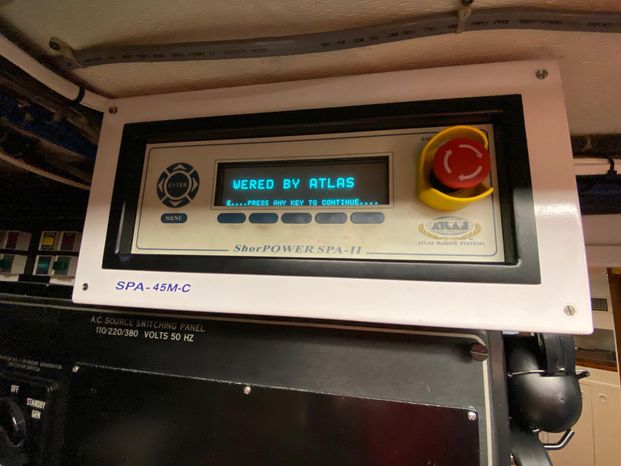 ENTER
MENU
WERED BY ATLAS
E....PRESS ANY KEY TO CONTINUE....
ShorPOWER SPA-II
ATLAS
ATLAS MARINE SYSTEMS
SPA-45M-C
A.C. SOURCE SWITCHING PANEL
110/220/380 VOLTS 50 HZ
OFF
STANDBY
GEN